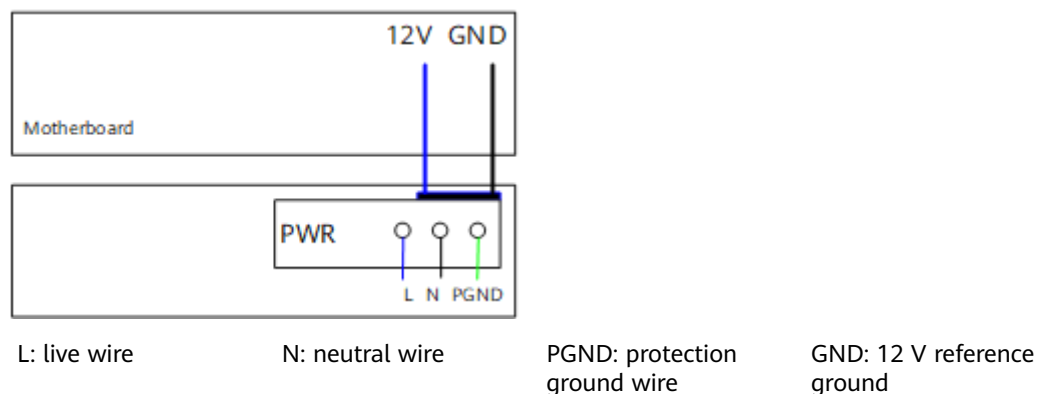 12V GND
Motherboard
PWR
L N PGND
L: live wire
N: neutral wire
PGND: protection
ground wire
GND: 12 V reference
ground